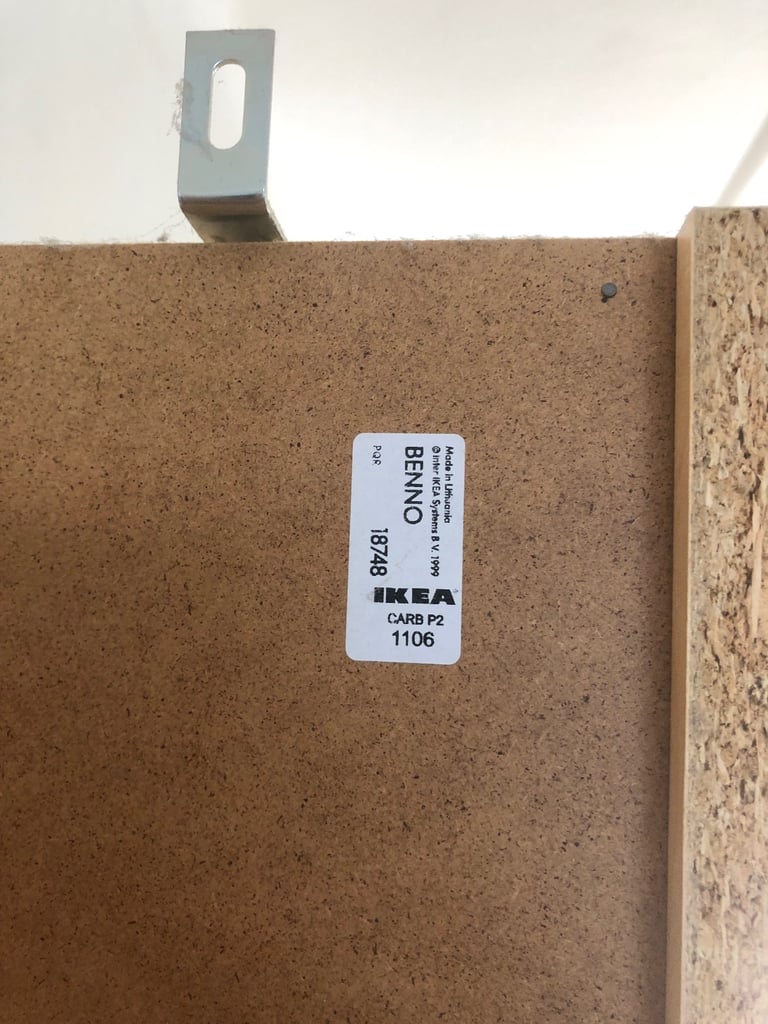 Made in Lithuania
© Inter IKEA Systems B.V. 1999
BENNO
18748
PQR
IKEA
CARB P2
1106